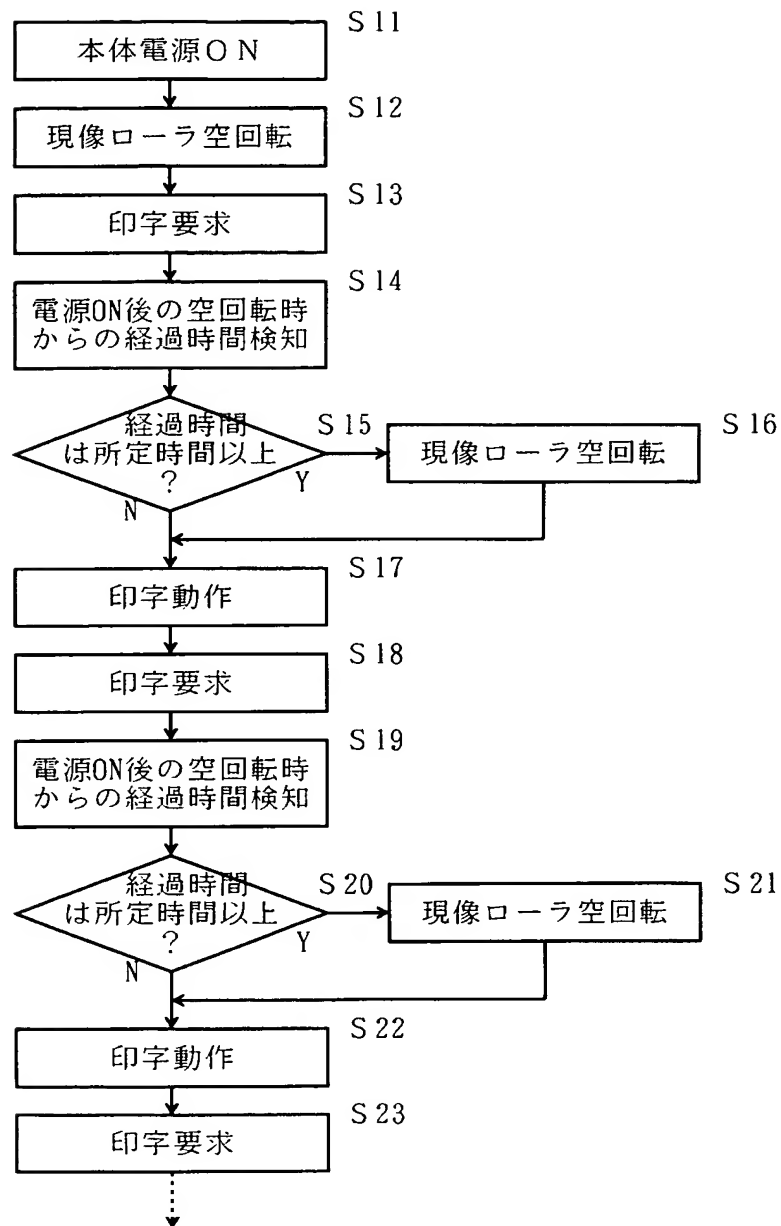 S11
本体電源ON
S12
現像ローラ空回転
S13
印字要求
S14
電源ON後の空回転時
からの経過時間検知
経過時間
は所定時間以上
?
S15
Y
N
S16
現像ローラ空回転
S17
印字動作
S18
印字要求
S19
電源ON後の空回転時
からの経過時間検知
経過時間
は所定時間以上
?
S20
Y
N
S21
現像ローラ空回転
S22
印字動作
S23
印字要求